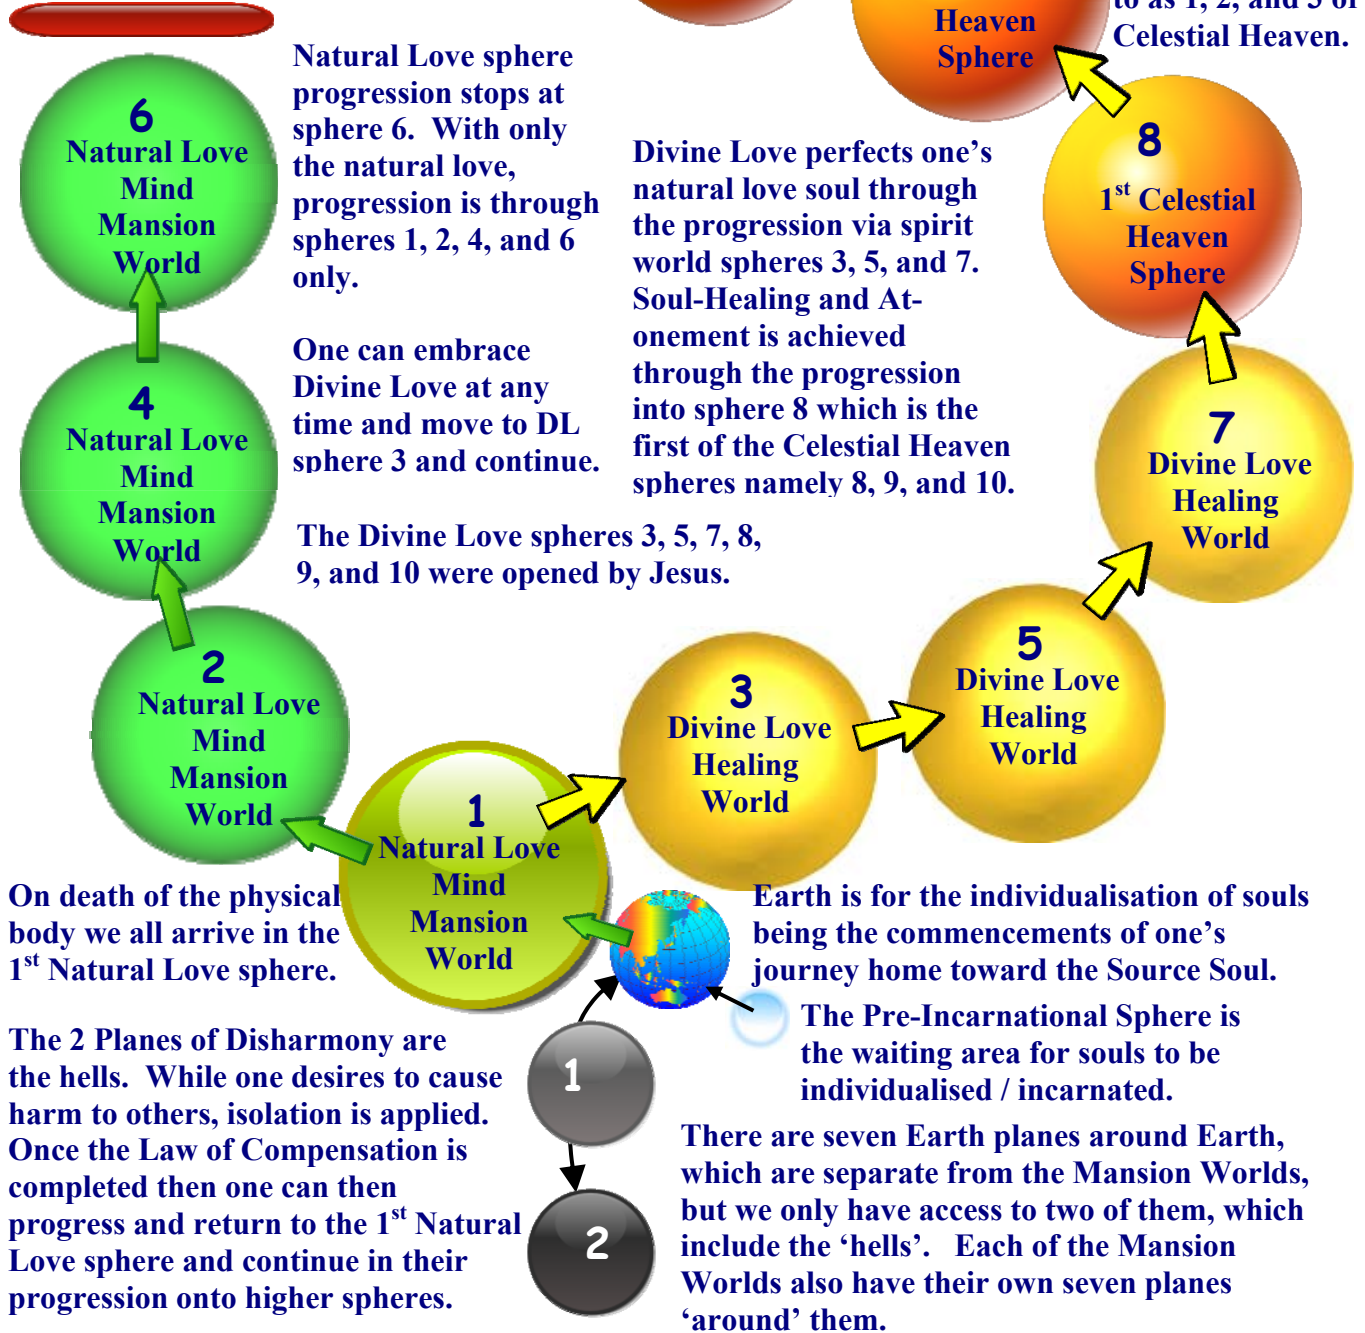 to as 1, 2, and 3 of
Celestial Heaven.
Heaven
Sphere
6
Natural Love
Mind
Mansion
World
Natural Love sphere
progression stops at
sphere 6. With only
the natural love,
progression is through
spheres 1, 2, 4, and 6
only.
One can embrace
Divine Love at any
time and move to DL
sphere 3 and continue.
Divine Love perfects one’s
natural love soul through
the progression via spirit
world spheres 3, 5, and 7.
Soul-Healing and At-
onement is achieved
through the progression
into sphere 8 which is the
first of the Celestial Heaven
spheres namely 8, 9, and 10.
8
1st Celestial
Heaven
Sphere
4
Natural Love
Mind
Mansion
World
7
Divine Love
Healing
World
The Divine Love spheres 3, 5, 7, 8,
9, and 10 were opened by Jesus.
2
Natural Love
Mind
Mansion
World
3
Divine Love
Healing
World
5
Divine Love
Healing
World
1
Natural Love
Mind
Mansion
World
On death of the physical
body we all arrive in the
1st Natural Love sphere.
Earth is for the individualisation of souls
being the commencements of one’s
journey home toward the Source Soul.
The Pre-Incarnational Sphere is
the waiting area for souls to be
individualised / incarnated.
The 2 Planes of Disharmony are
the hells. While one desires to cause
harm to others, isolation is applied.
Once the Law of Compensation is
completed then one can then
progress and return to the 1st Natural
Love sphere and continue in their
progression onto higher spheres.
1
2
There are seven Earth planes around Earth,
which are separate from the Mansion Worlds,
but we only have access to two of them, which
include the ‘hells’. Each of the Mansion
Worlds also have their own seven planes
‘around’ them.